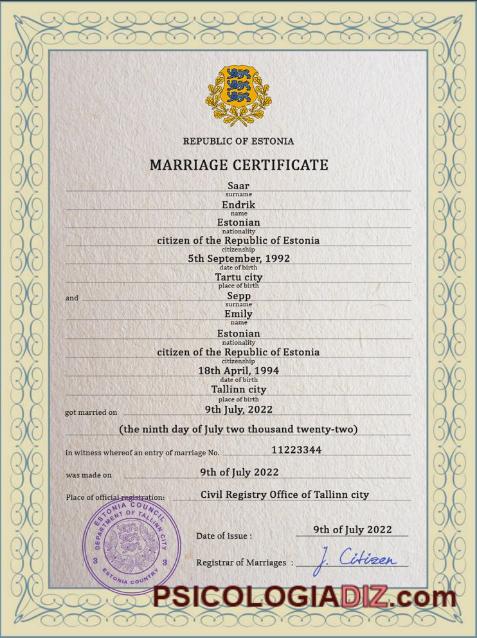 REPUBLIC OF ESTONIA
MARRIAGE CERTIFICATE
Saar
surname
Endrik
name
Estonian
nationality
citizen of the Republic of Estonia
citizenship
5th September, 1992
date of birth
Tartu city
place of birth
and Sepp
surname
Emily
name
Estonian
nationality
citizen of the Republic of Estonia
citizenship
18th April, 1994
date of birth
Tallinn city
place of birth
got married on 9th July, 2022
(the ninth day of July two thousand twenty-two)
in witness whereof an entry of marriage No. 11223344
was made on 9th of July 2022
Place of official registration: Civil Registry Office of Tallinn city
ESTONIA COUNCIL
DEPARTMENT OF TALLINN CITY
3 3
ESTONIA COUNTRY
Date of Issue : 9th of July 2022
Registrar of Marriages : J. Citizen
PSICOLOGIADIZ.com